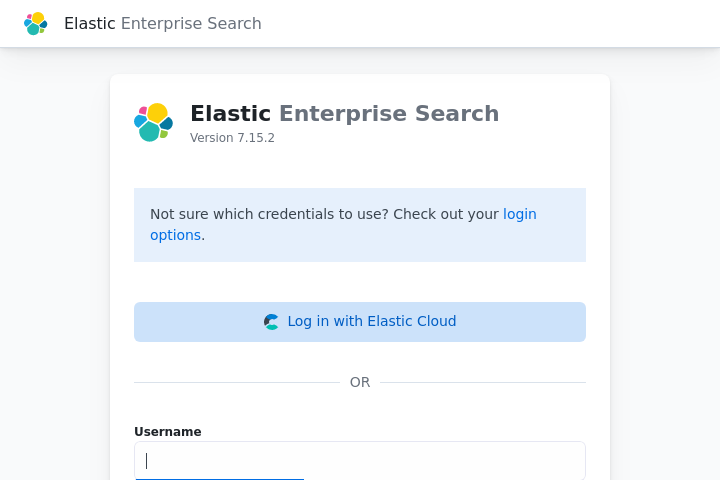 Elastic Enterprise Search
Elastic Enterprise Search
Version 7.15.2
Not sure which credentials to use? Check out your login
options.
Log in with Elastic Cloud
OR
Username